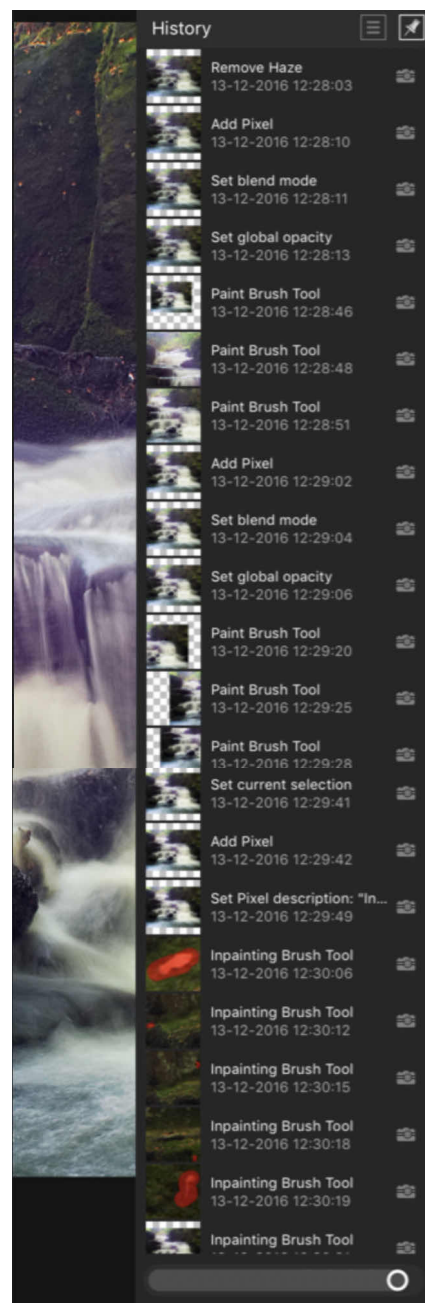 History
Remove Haze
13-12-2016 12:28:03
Add Pixel
13-12-2016 12:28:10
Set blend mode
13-12-2016 12:28:11
Set global opacity
13-12-2016 12:28:13
Paint Brush Tool
13-12-2016 12:28:46
Paint Brush Tool
13-12-2016 12:28:48
Paint Brush Tool
13-12-2016 12:28:51
Add Pixel
13-12-2016 12:29:02
Set blend mode
13-12-2016 12:29:04
Set global opacity
13-12-2016 12:29:06
Paint Brush Tool
13-12-2016 12:29:20
Paint Brush Tool
13-12-2016 12:29:25
Paint Brush Tool
13-12-2016 12:29:28
Set current selection
13-12-2016 12:29:41
Add Pixel
13-12-2016 12:29:42
Set Pixel description: "In...
13-12-2016 12:29:49
Inpainting Brush Tool
13-12-2016 12:30:06
Inpainting Brush Tool
13-12-2016 12:30:12
Inpainting Brush Tool
13-12-2016 12:30:15
Inpainting Brush Tool
13-12-2016 12:30:18
Inpainting Brush Tool
13-12-2016 12:30:19
Inpainting Brush Tool